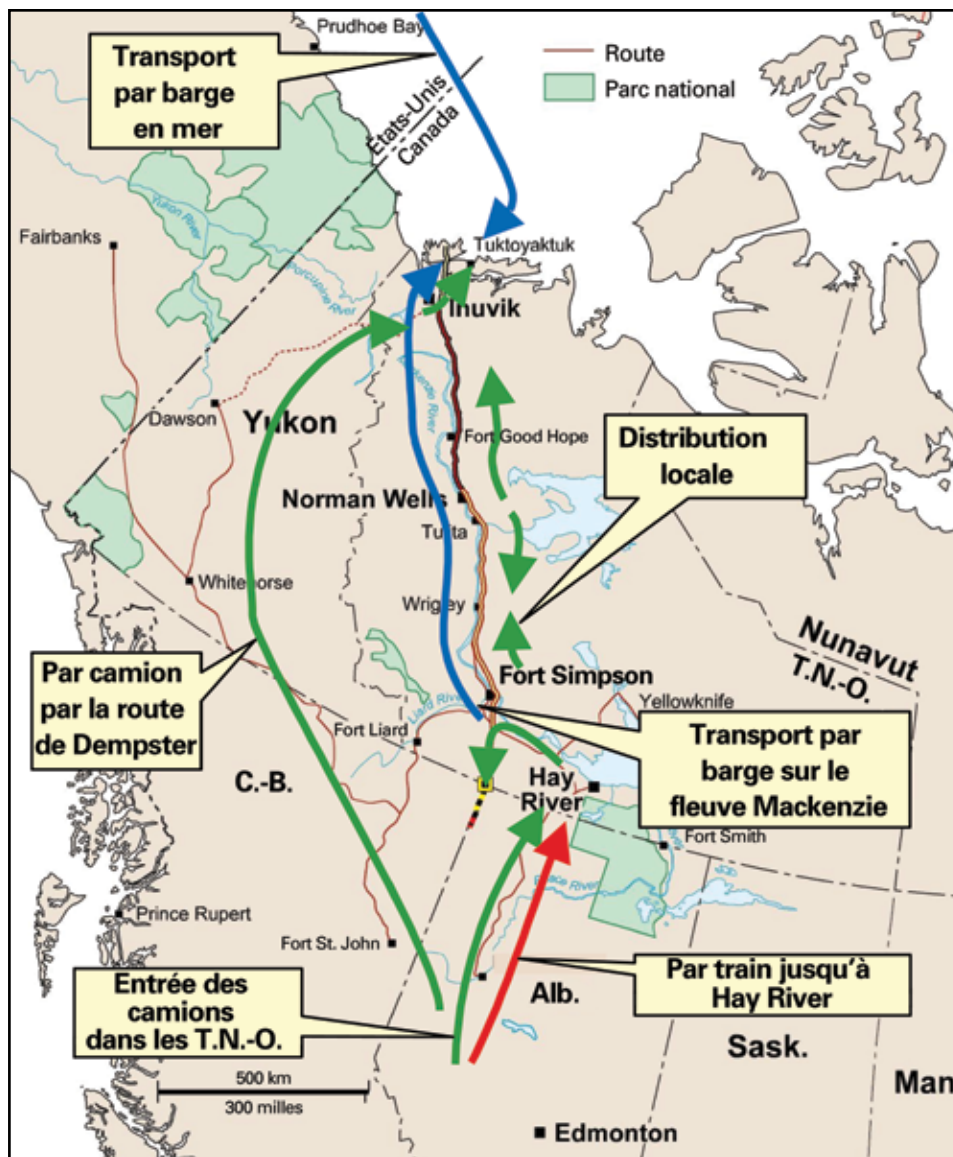 Prudhoe Bay
Transport
par barge
en mer
Route
Parc national
États-Unis
Canada
Yukon River
Fairbanks
Porcupine River
Tuktoyaktuk
Inuvik
Mackenzie River
Dawson
Yukon
Fort Good Hope
Distribution
locale
Norman Wells
Tulita
Whitehorse
Wrigley
Nunavut
T.N.-O.
Par camion
par la route
de Dempster
Fort Simpson
Yellowknife
Liard River
Fort Liard
Transport par
barge sur le
fleuve Mackenzie
C.-B.
Hay
River
Fort Smith
Peace River
Prince Rupert
Fort St. John
Entrée des
camions
dans les T.N.-O.
Alb.
Par train jusqu'à
Hay River
Sask.
Man
500 km
300 milles
Edmonton